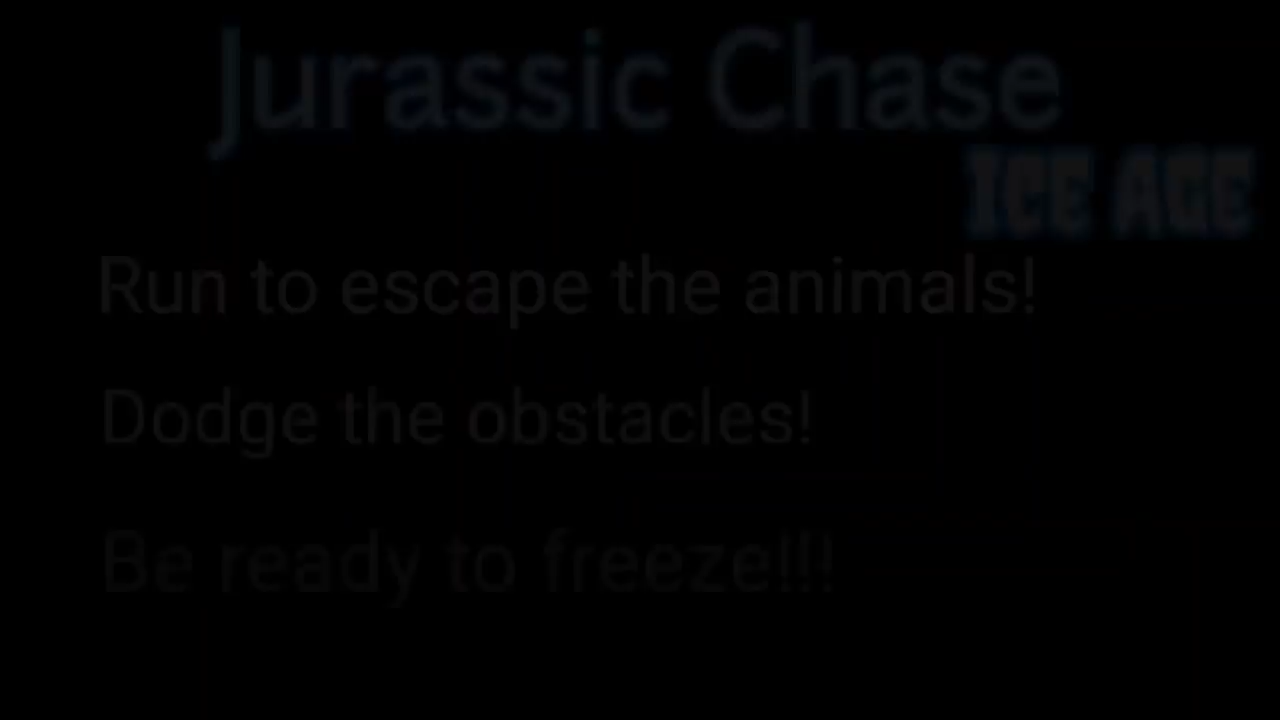 Jurassic Chase
ICE AGE
Run to escape the animals!
Dodge the obstacles!
Be ready to freeze!!!